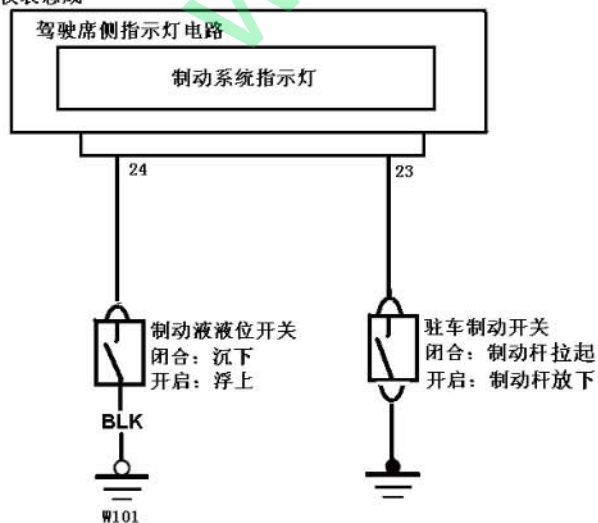 驾驶席侧指示灯电路
制动系统指示灯
24
23
制动液液位开关
闭合：沉下
开启：浮上
驻车制动开关
闭合：制动杆拉起
开启：制动杆放下
BLK
W101